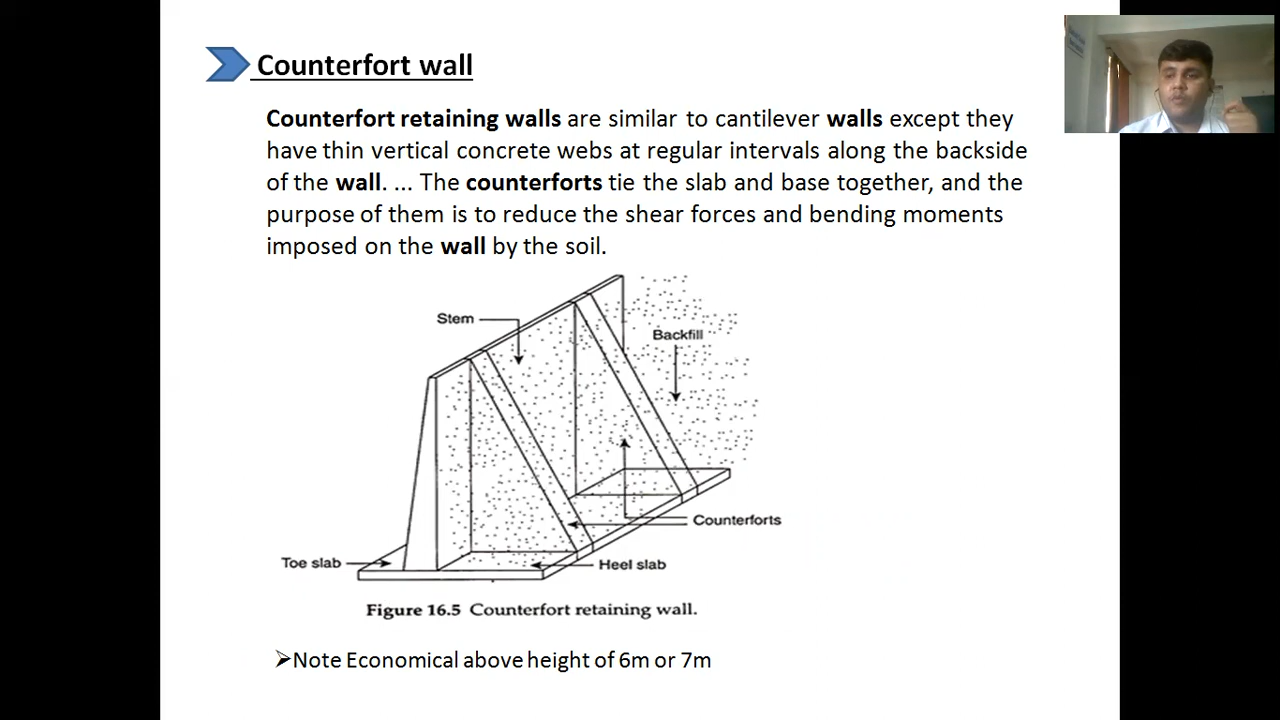 Counterfort wall
Counterfort retaining walls are similar to cantilever walls except they
have thin vertical concrete webs at regular intervals along the backside
of the wall. ... The counterforts tie the slab and base together, and the
purpose of them is to reduce the shear forces and bending moments
imposed on the wall by the soil.
Stem
Backfill
Counterforts
Toe slab
Heel slab
Figure 16.5 Counterfort retaining wall.
Note Economical above height of 6m or 7m